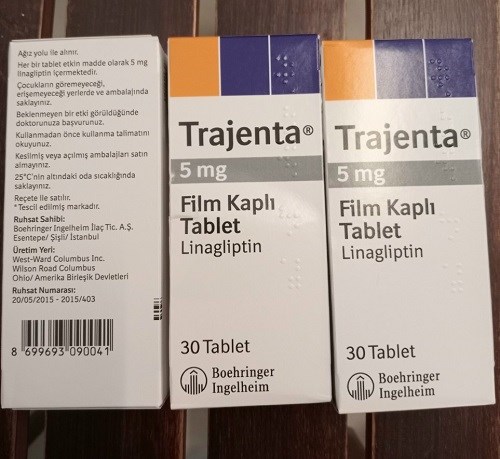 Ağız yolu ile alınır.
Her bir tablet etkin madde olarak 5 mg
linagliptin içermektedir.
Çocukların göremeyeceği,
erişemeyeceği yerlerde ve ambalajında
saklayınız.
Beklenmeyen bir etki görüldüğünde
doktorunuza başvurunuz.
Kullanmadan önce kullanma talimatını
okuyunuz.
Kesilmiş veya açılmış ambalajları satın
almayınız.
25°C'nin altındaki oda sıcaklığında
saklayınız.
Reçete ile satılır.
*Tescil edilmiş markadır.
Ruhsat Sahibi:
Boehringer Ingelheim İlaç Tic. A.Ş.
Esentepe/ Şişli/ İstanbul
Üretim Yeri:
West-Ward Columbus Inc.
Wilson Road Columbus
Ohio/ Amerika Birleşik Devletleri
Ruhsat Numarası:
20/05/2015 - 2015/403
8 699693 090041
Trajenta®
5 mg
Film Kaplı
Tablet
Linagliptin
30 Tablet
Boehringer
Ingelheim
Trajenta®
5 mg
Film Kaplı
Tablet
Linagliptin
30 Tablet
Boehringer
Ingelheim